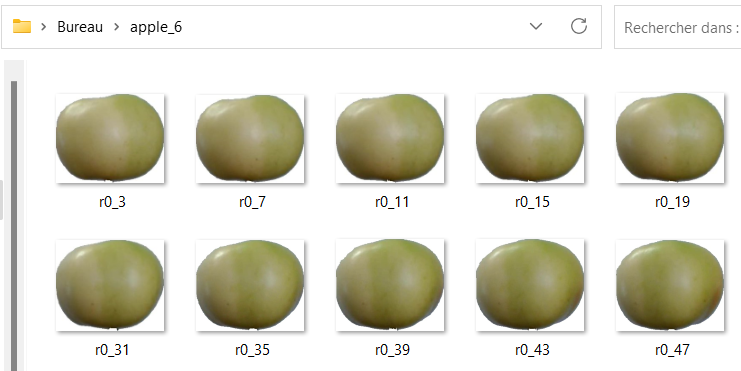 Bureau apple_6
Rechercher dans :
r0_3 r0_7 r0_11 r0_15 r0_19
r0_31 r0_35 r0_39 r0_43 r0_47